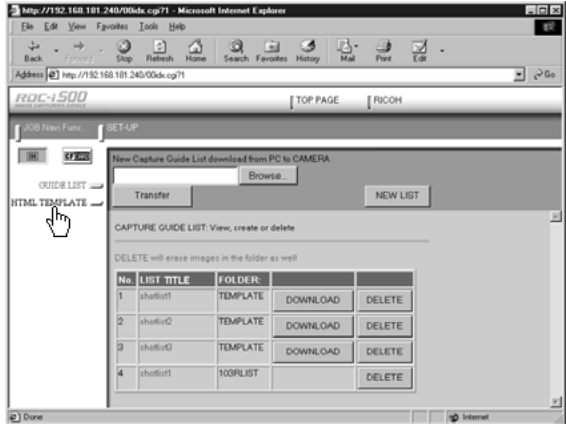 http://192.168.181.240/00idx.cgi?1 - Microsoft Internet Explorer
File Edit View Favorites Tools Help
Back Forward Stop Refresh Home Search Favorites History Mail Print Edit
Address http://192.168.181.240/00idx.cgi?1 Go
RDC-i500
IMAGE CAPTURING DEVICE
TOP PAGE RICOH
JOB Navi Func. SET-UP
IN
New Capture Guide List download from PC to CAMERA
Browse...
Transfer NEW LIST
GUIDE LIST
HTML TEMPLATE
CAPTURE GUIDE LIST: View, create or delete
DELETE will erase images in the folder as well
No. LIST TITLE FOLDER:
1 shotlist1 TEMPLATE DOWNLOAD DELETE
2 shotlist2 TEMPLATE DOWNLOAD DELETE
3 shotlist3 TEMPLATE DOWNLOAD DELETE
4 shotlist1 103RLIST DELETE
Done Internet